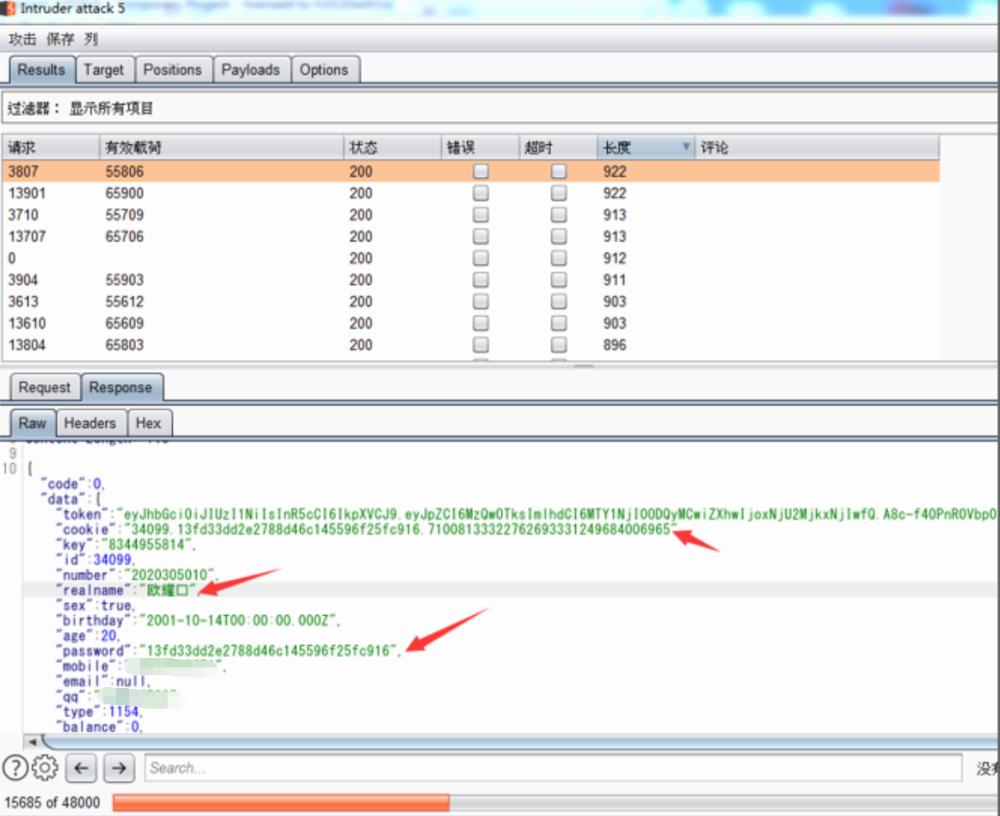 Intruder attack 5
攻击 保存 列
Results Target Positions Payloads Options
过滤器： 显示所有项目
请求 有效载荷 状态 错误 超时 长度 评论
3807 55806 200 922
13901 65900 200 922
3710 55709 200 913
13707 65706 200 913
0 200 912
3904 55903 200 911
3613 55612 200 903
13610 65609 200 903
13804 65803 200 896
Request Response
Raw Headers Hex
9
10 {
"code":0,
"data":{
"token":"eyJhbGciOiJIUzI1NiIsInR5cCI6IkpXVCJ9.eyJpZCI6MzQwOTksImlhdCI6MTY1NjI0ODQyMCwiZXhwIjoxNjU2MjkxNjIwfQ.A8c-f40PnR0Vbp0
"cookie":"34099.13fd33dd2e2788d46c145596f25fc916.71008133322762693331249684006965"
"key":"8344955814",
"id":34099,
"number":"2020305010",
"realname":"欧耀口",
"sex":true,
"birthday":"2001-10-14T00:00:00.000Z",
"age":20,
"password":"13fd33dd2e2788d46c145596f25fc916",
"mobile":
"email":null,
"qq":
"type":1154,
"balance":0,
Search...
没有
15685 of 48000